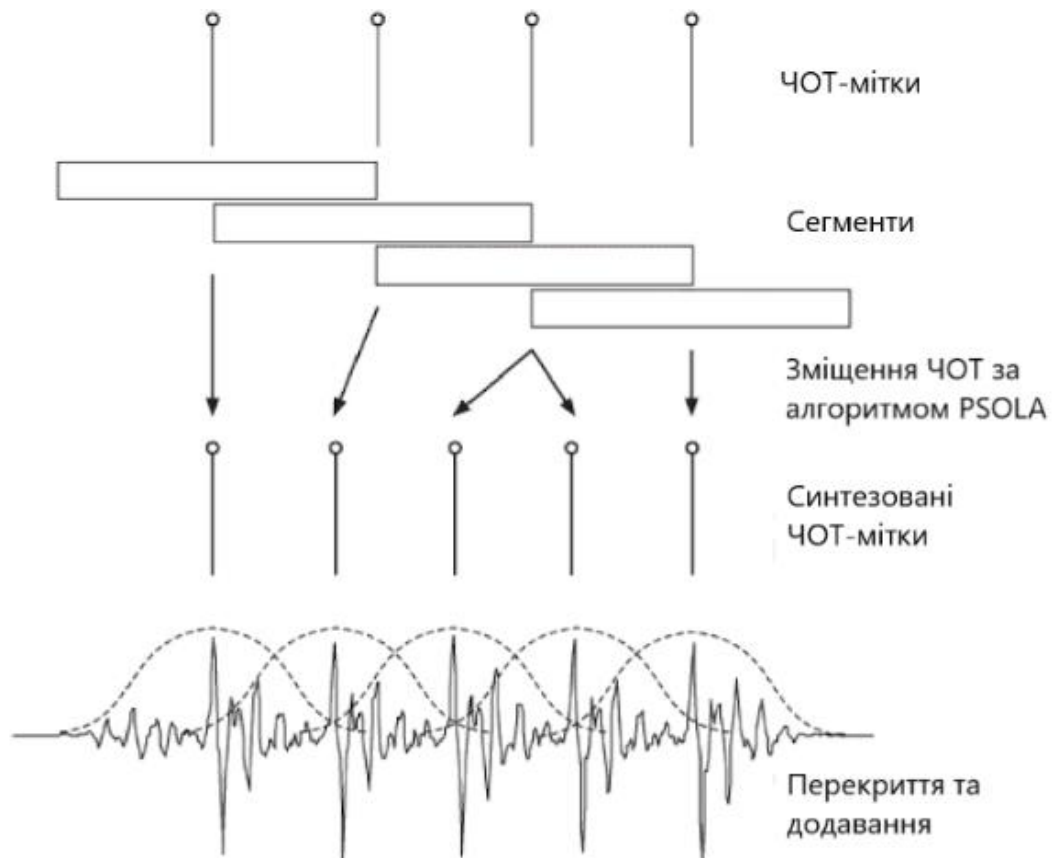 ЧОТ-мітки
Сегменти
Зміщення ЧОТ за
алгоритмом PSOLA
Синтезовані
ЧОТ-мітки
Перекриття та
додавання